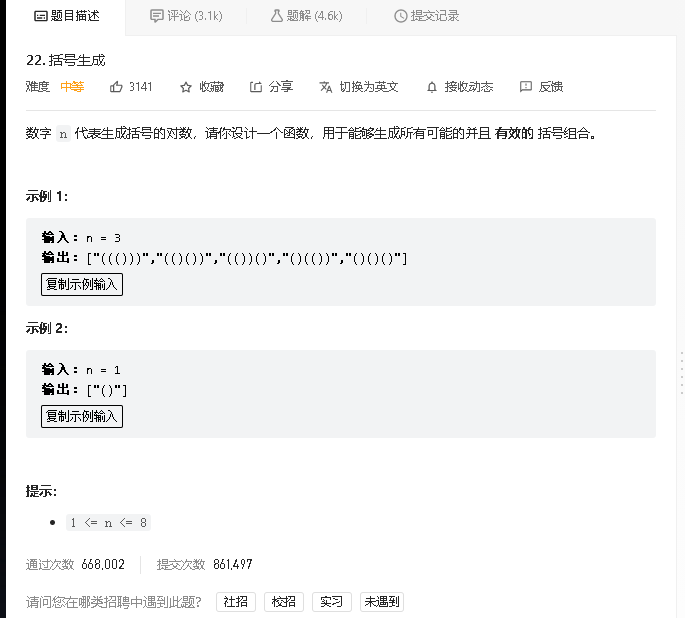 题目描述 评论 (3.1k) 题解 (4.6k) 提交记录
22. 括号生成
难度 中等 3141 收藏 分享 切换为英文 接收动态 反馈
数字 n 代表生成括号的对数，请你设计一个函数，用于能够生成所有可能的并且 有效的 括号组合。
示例 1：
输入：n = 3
输出：["((()))","(()())","(())()","()(())","()()()"]
复制示例输入
示例 2：
输入：n = 1
输出：["()"]
复制示例输入
提示：
1 <= n <= 8
通过次数 668,002 提交次数 861,497
请问您在哪类招聘中遇到此题？ 社招 校招 实习 未遇到